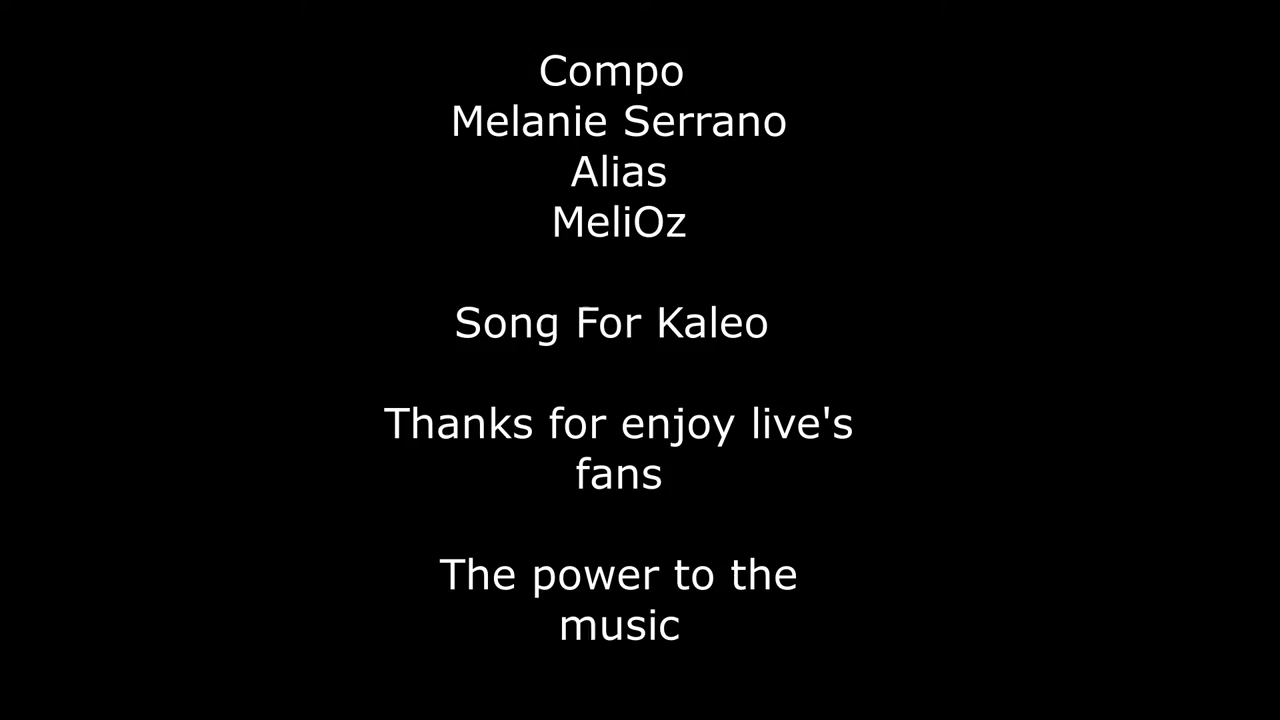 Compo
Melanie Serrano
Alias
MeliOz
Song For Kaleo
Thanks for enjoy live's
fans
The power to the
music